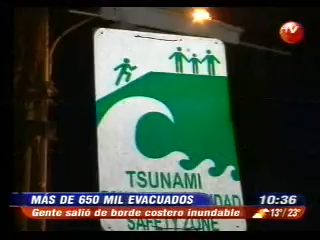 TV
TSUNAMI
SAFETY ZONE
MÁS DE 650 MIL EVACUADOS
10:36
Gente salió de borde costero inundable
13°/23°